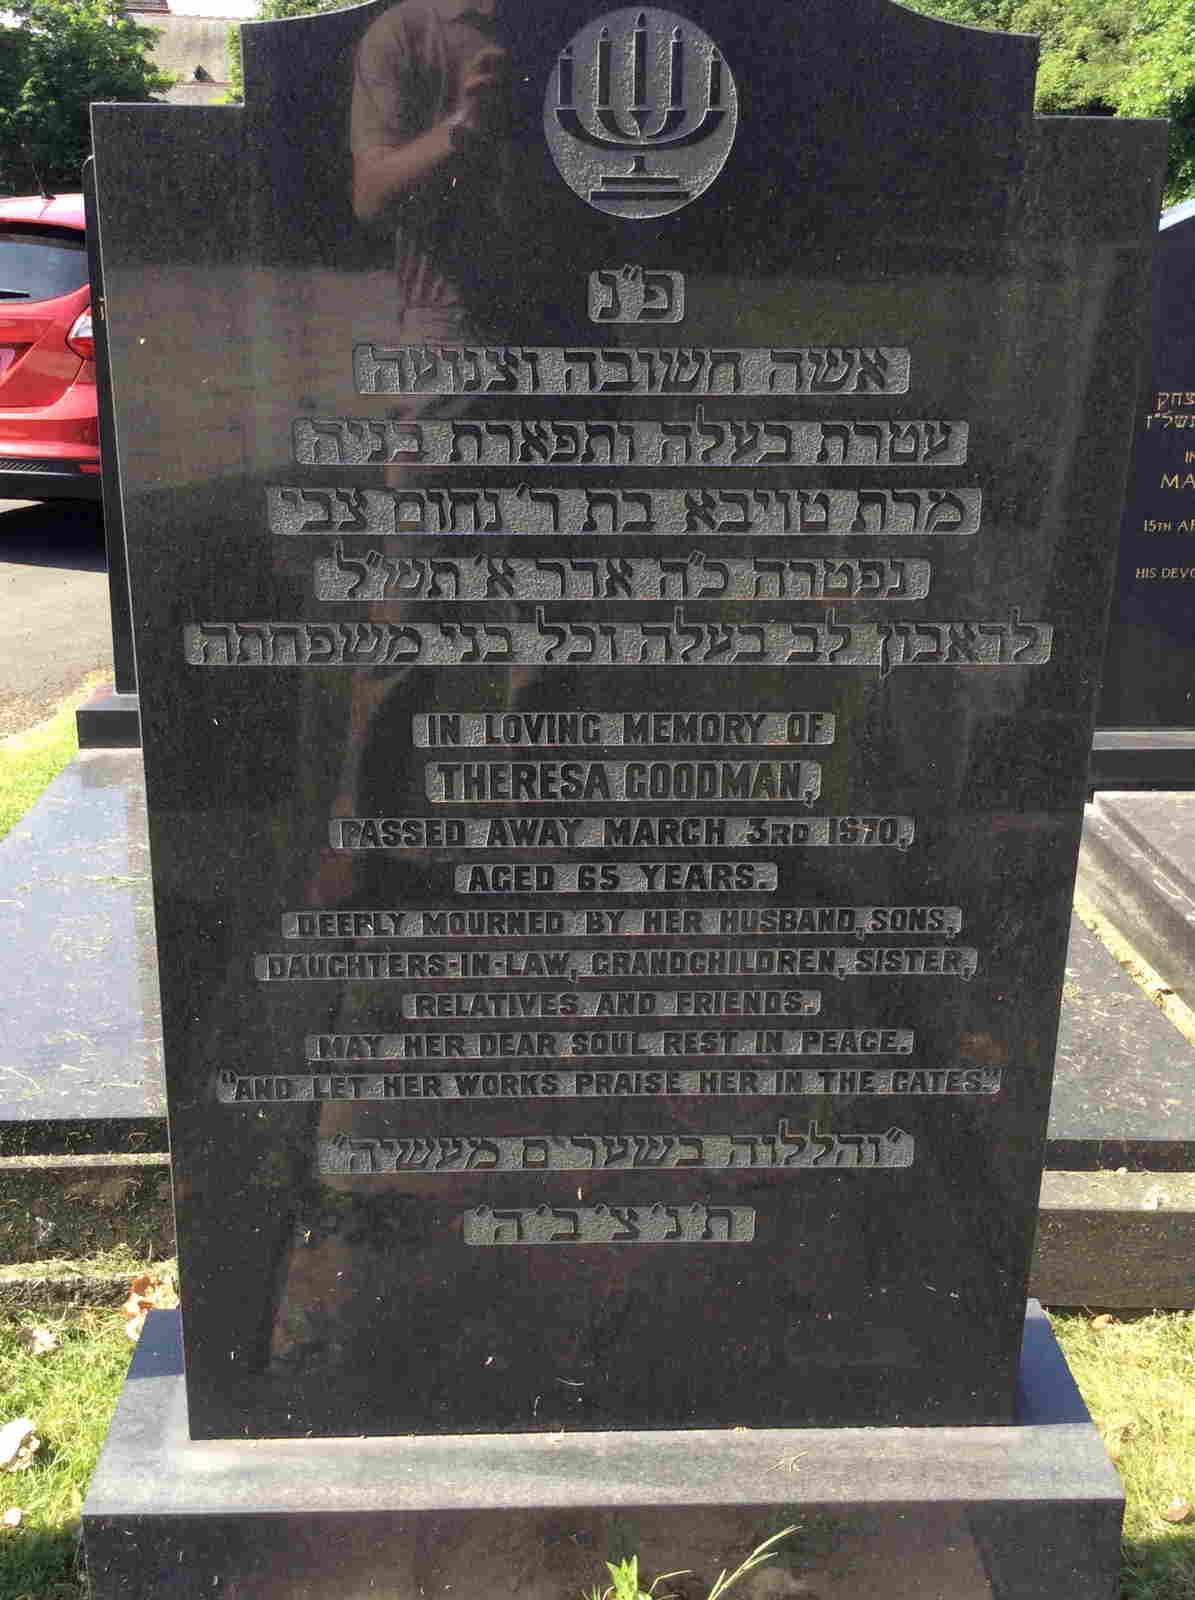 פ"נ
אשה חשובה וצנועה
עטרת בעלה ותפארת בניה
מרת טויבא בת ר' נחום צבי
נפטרה כ"ה אדר א' תש"ל
לדאבון לב בעלה וכל בני משפחתה
IN LOVING MEMORY OF
THERESA GOODMAN,
PASSED AWAY MARCH 3RD 1970,
AGED 65 YEARS.
DEEPLY MOURNED BY HER HUSBAND, SONS,
DAUGHTERS-IN-LAW, GRANDCHILDREN, SISTER,
RELATIVES AND FRIENDS.
MAY HER DEAR SOUL REST IN PEACE.
"AND LET HER WORKS PRAISE HER IN THE GATES."
"והללוה בשערים מעשיה"
ת' נ' צ' ב' ה'
15TH
HIS